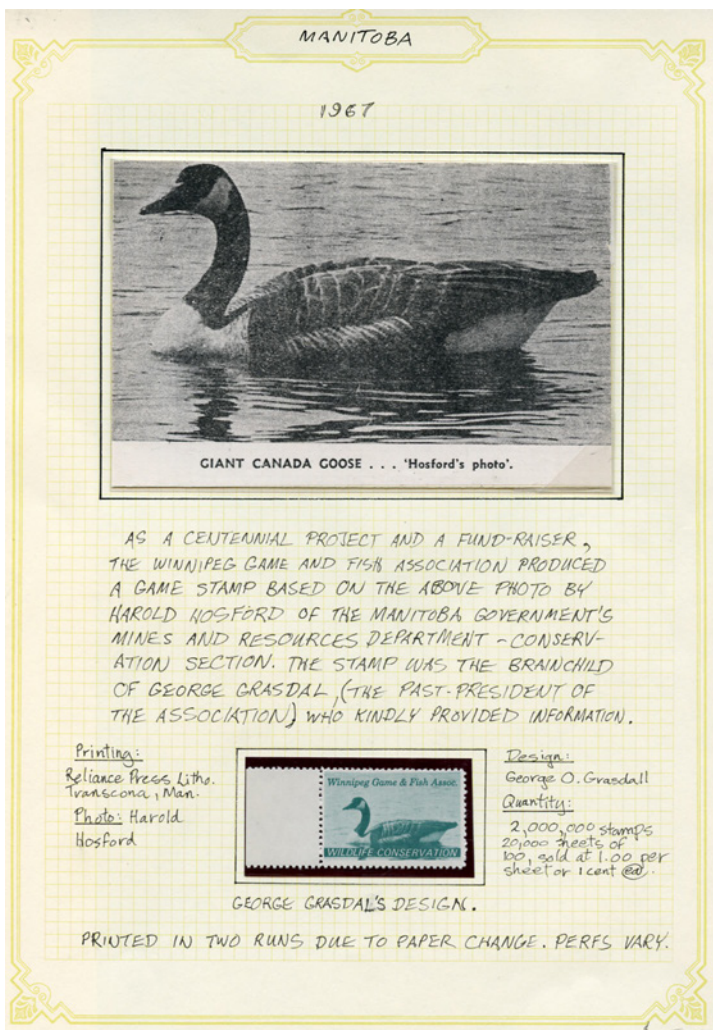 MANITOBA
1967
GIANT CANADA GOOSE . . . 'Hosford's photo'.
AS A CENTENNIAL PROJECT AND A FUND-RAISER,
THE WINNIPEG GAME AND FISH ASSOCIATION PRODUCED
A GAME STAMP BASED ON THE ABOVE PHOTO BY
HAROLD HOSFORD OF THE MANITOBA GOVERNMENT'S
MINES AND RESOURCES DEPARTMENT - CONSERV-
ATION SECTION. THE STAMP WAS THE BRAINCHILD
OF GEORGE GRASDAL, (THE PAST-PRESIDENT OF
THE ASSOCIATION) WHO KINDLY PROVIDED INFORMATION.
Printing:
Reliance Press Litho.
Transcona, Man.
Photo: Harold
Hosford
Winnipeg Game & Fish Assoc.
WILDLIFE CONSERVATION
Design:
George O. Grasdall
Quantity:
2,000,000 stamps
20,000 sheets of
100, sold at 1.00 per
sheet or 1 cent ea.
GEORGE GRASDAL'S DESIGN.
PRINTED IN TWO RUNS DUE TO PAPER CHANGE. PERFS VARY.